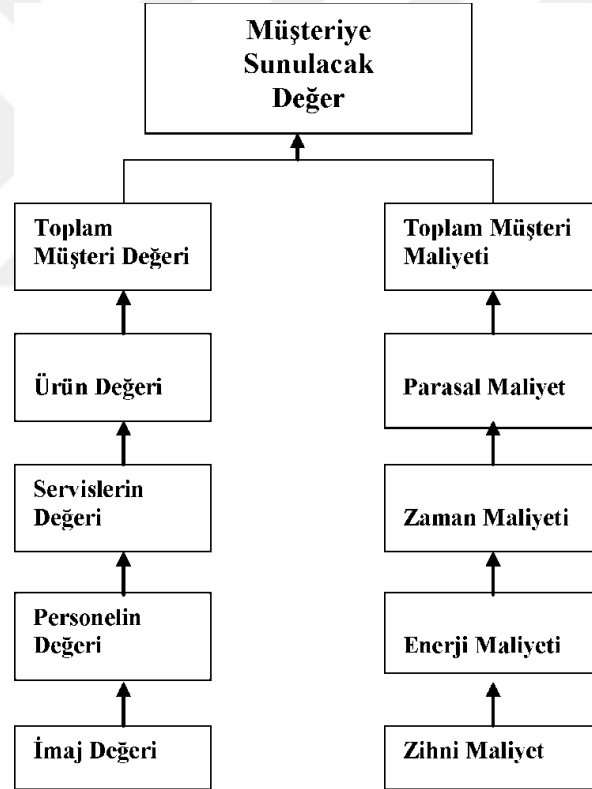 Müşteriye
Sunulacak
Değer
Toplam
Müşteri Değeri
Toplam Müşteri
Maliyeti
Ürün Değeri
Parasal Maliyet
Servislerin
Değeri
Zaman Maliyeti
Personelin
Değeri
Enerji Maliyeti
İmaj Değeri
Zihni Maliyet